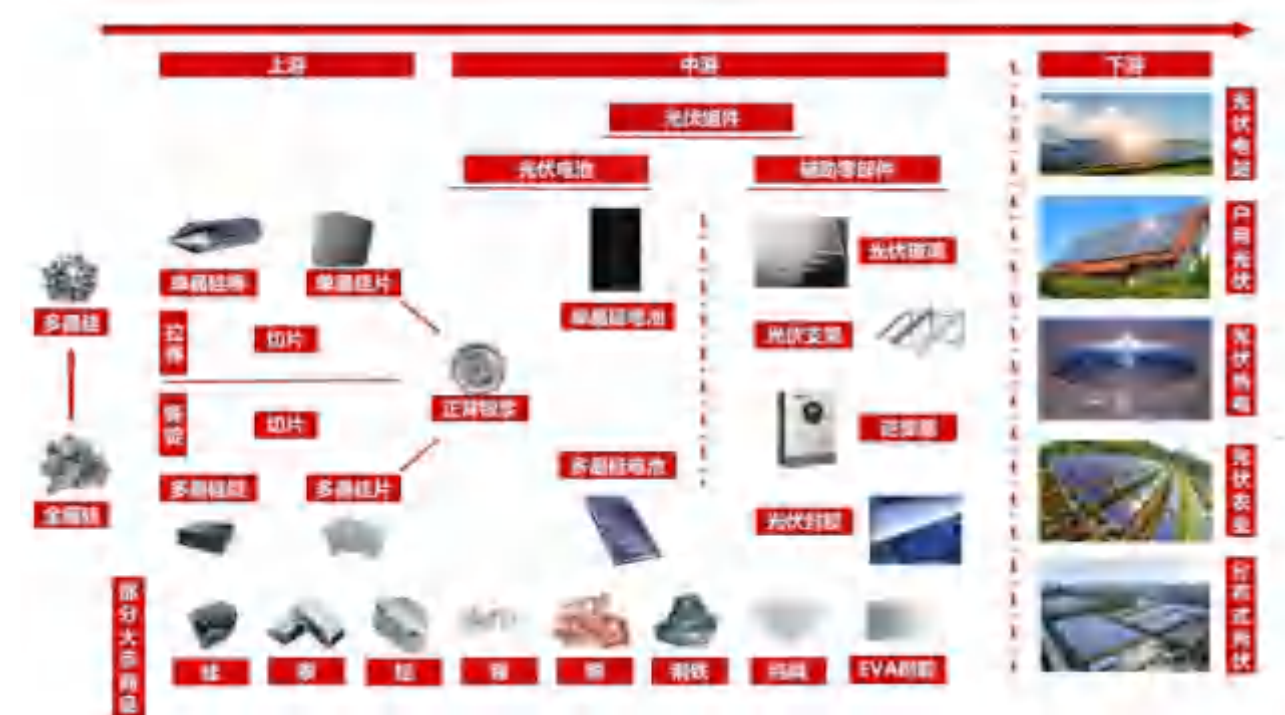 上游
中游
下游
光伏组件
光伏电池
辅助零部件
光伏电站
户用光伏
光伏热电
光伏农业
分布式光伏
多晶硅
单晶硅棒
单晶硅片
拉棒
切片
铸锭
切片
正背银浆
单晶硅电池
光伏玻璃
光伏支架
逆变器
多晶硅电池
光伏封胶
多晶硅锭
多晶硅片
金属硅
部分大宗商品
硅
铝
钢铁
EVA树脂